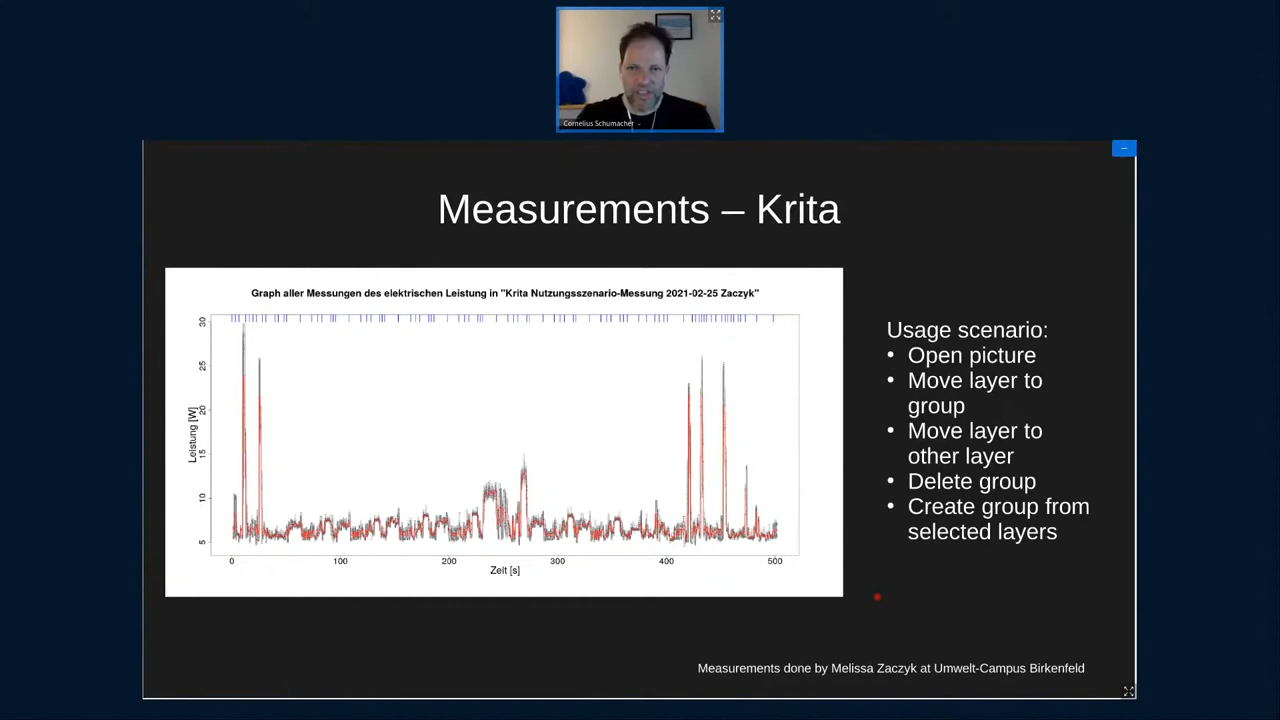 Cornelius Schumacher
Measurements – Krita
Graph aller Messungen des elektrischen Leistung in "Krita Nutzungsszenario-Messung 2021-02-25 Zaczyk"
30
25
20
15
10
5
Leistung [W]
0 100 200 300 400 500
Zeit [s]
Usage scenario:
• Open picture
• Move layer to
group
• Move layer to
other layer
• Delete group
• Create group from
selected layers
Measurements done by Melissa Zaczyk at Umwelt-Campus Birkenfeld